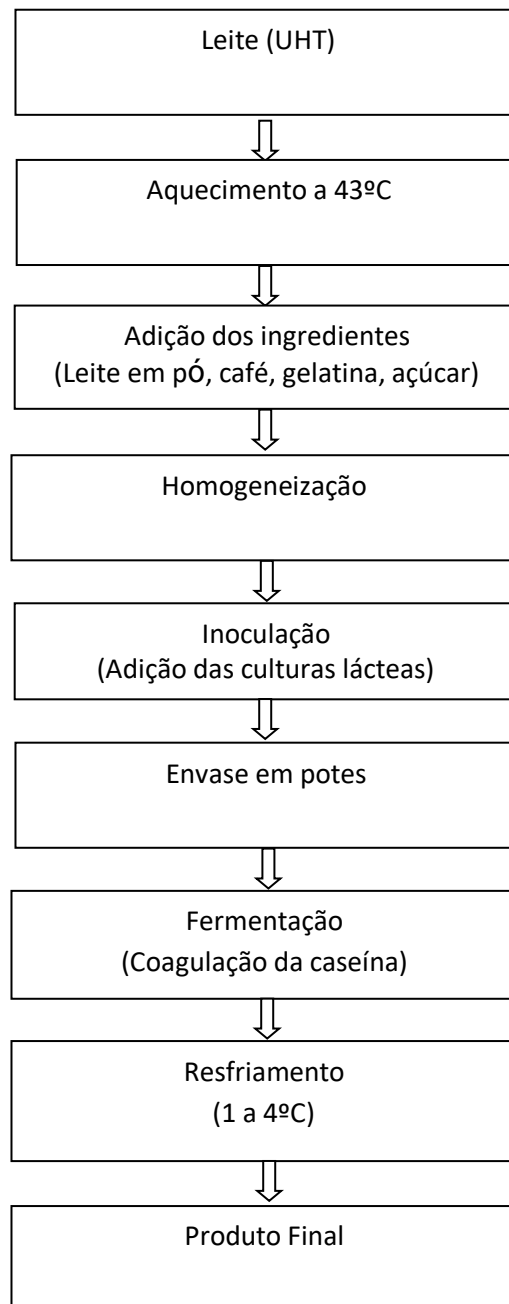 Leite (UHT)
Aquecimento a 43ºC
Adição dos ingredientes
(Leite em pó, café, gelatina, açúcar)
Homogeneização
Inoculação
(Adição das culturas lácteas)
Envase em potes
Fermentação
(Coagulação da caseína)
Resfriamento
(1 a 4ºC)
Produto Final